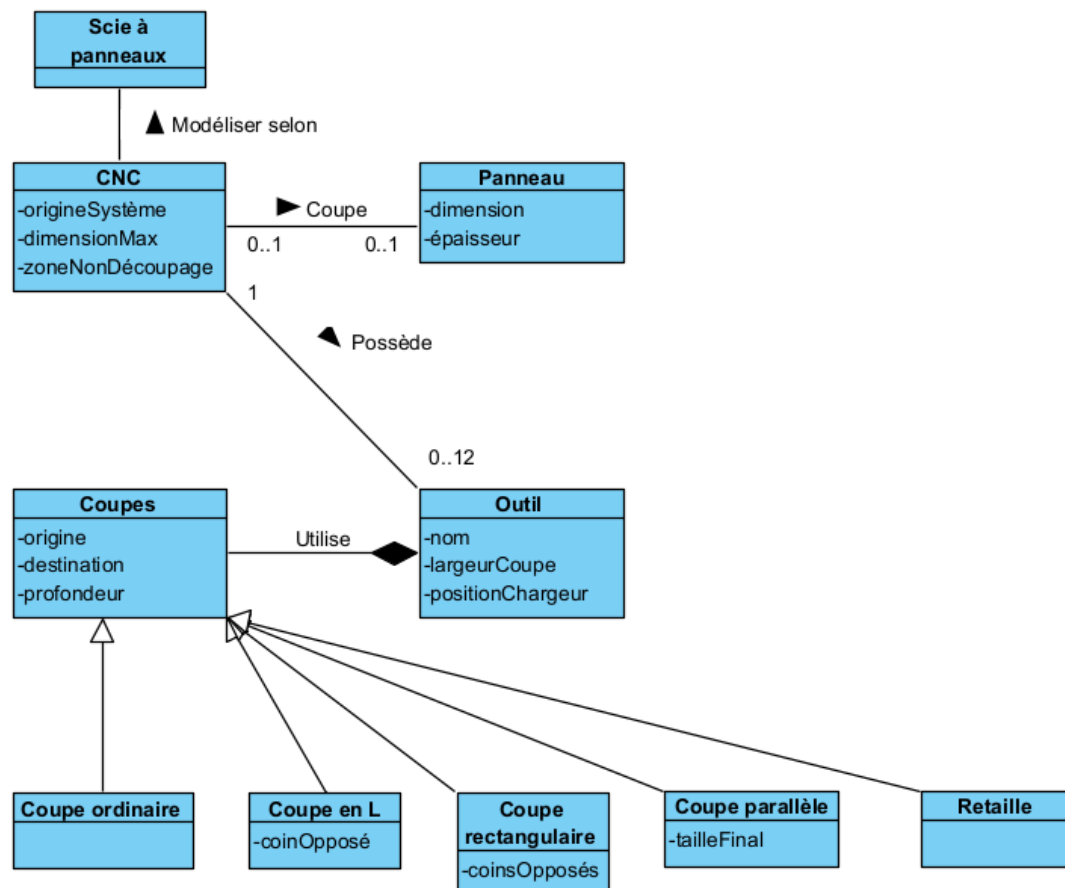 Scie à
panneaux
Modéliser selon
CNC
-origineSystème
-dimensionMax
-zoneNonDécoupage
Coupe
0..1
0..1
Panneau
-dimension
-épaisseur
1
Possède
0..12
Coupes
-origine
-destination
-profondeur
Utilise
Outil
-nom
-largeurCoupe
-positionChargeur
Coupe ordinaire
Coupe en L
-coinOpposé
Coupe
rectangulaire
-coinsOpposés
Coupe parallèle
-tailleFinal
Retaille